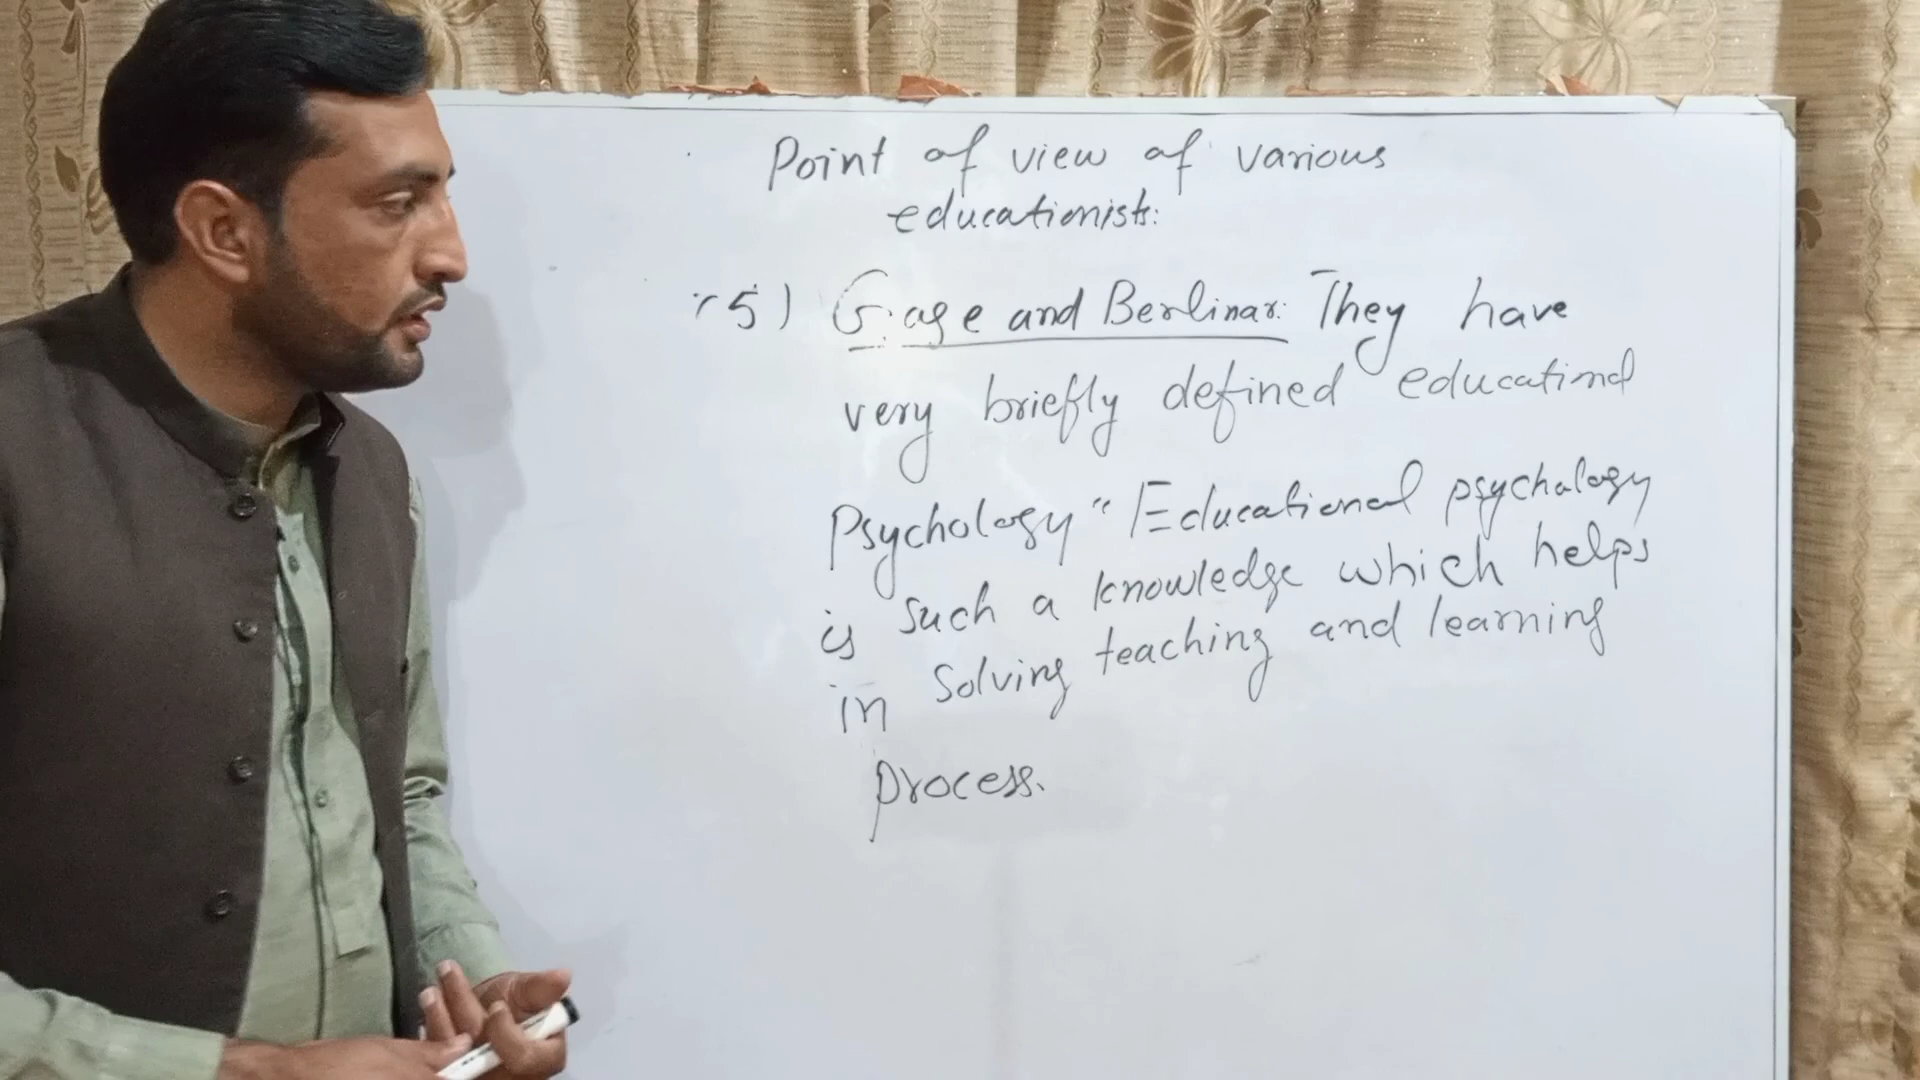 Point of view of various
educationists:
(5) Gage and Berlinar: They have
very briefly defined educational
Psychology "Educational psychology
is such a knowledge which helps
in solving teaching and learning
process.